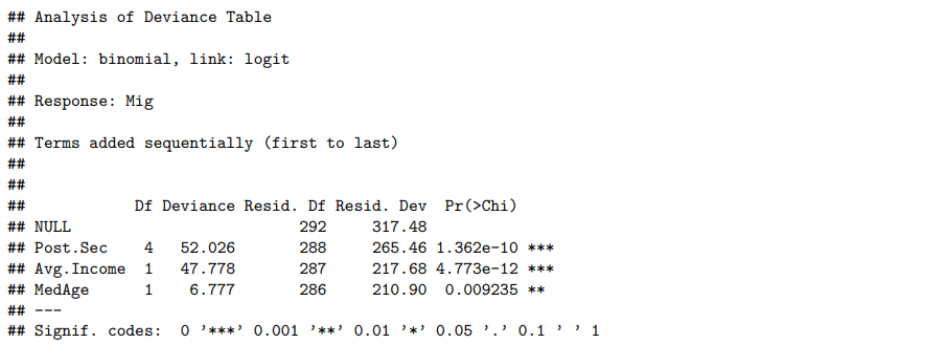 ## Analysis of Deviance Table
##
## Model: binomial, link: logit
##
## Response: Mig
##
## Terms added sequentially (first to last)
##
##
##            Df Deviance Resid. Df Resid. Dev  Pr(>Chi)
## NULL                         292     317.48
## Post.Sec    4   52.026       288     265.46 1.362e-10 ***
## Avg.Income  1   47.778       287     217.68 4.773e-12 ***
## MedAge      1    6.777       286     210.90  0.009235 **
## ---
## Signif. codes:  0 '***' 0.001 '**' 0.01 '*' 0.05 '.' 0.1 ' ' 1